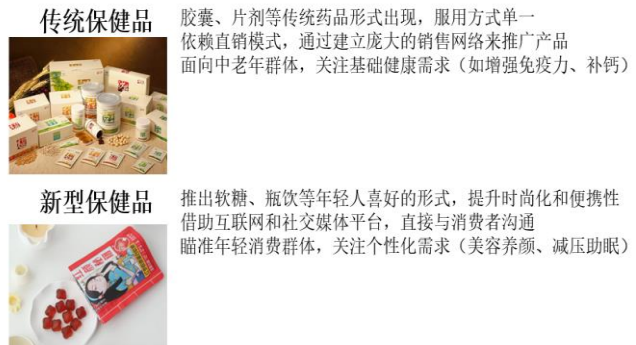 传统保健品
胶囊、片剂等传统药品形式出现，服用方式单一
依赖直销模式，通过建立庞大的销售网络来推广产品
面向中老年群体，关注基础健康需求（如增强免疫力、补钙）
新型保健品
推出软糖、瓶饮等年轻人喜好的形式，提升时尚化和便携性
借助互联网和社交媒体平台，直接与消费者沟通
瞄准年轻消费群体，关注个性化需求（美容养颜、减压助眠）